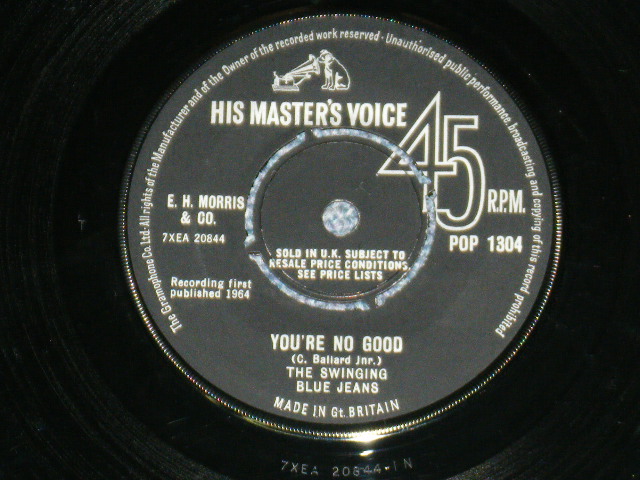 The Gramophone Co. Ltd. · All rights of the Manufacturer and of the Owner of the recorded work reserved · Unauthorised public performance, broadcasting and copying of this record prohibited
HIS MASTER'S VOICE
45
R.P.M.
E. H. MORRIS
& CO.
7XEA 20844
POP 1304
SOLD IN U.K. SUBJECT TO
RESALE PRICE CONDITIONS
SEE PRICE LISTS
Recording first
published 1964
YOU'RE NO GOOD
(C. Ballard Jnr.)
THE SWINGING
BLUE JEANS
MADE IN Gt. BRITAIN
7XEA 20844-1N